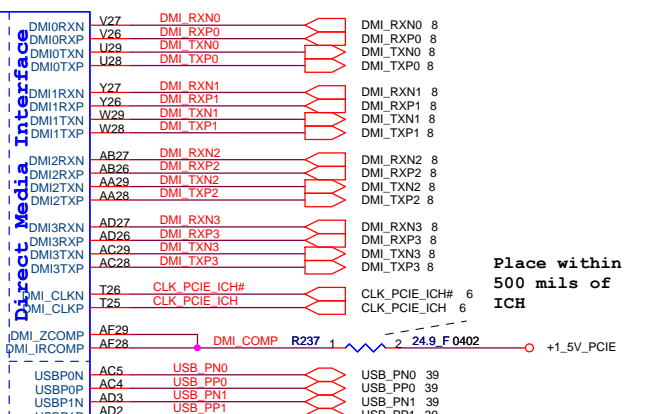 Direct Media Interface
DMI0RXN V27 DMI_RXN0 DMI_RXN0 8
DMI0RXP V26 DMI_RXP0 DMI_RXP0 8
DMI0TXN U29 DMI_TXN0 DMI_TXN0 8
DMI0TXP U28 DMI_TXP0 DMI_TXP0 8
DMI1RXN Y27 DMI_RXN1 DMI_RXN1 8
DMI1RXP Y26 DMI_RXP1 DMI_RXP1 8
DMI1TXN W29 DMI_TXN1 DMI_TXN1 8
DMI1TXP W28 DMI_TXP1 DMI_TXP1 8
DMI2RXN AB27 DMI_RXN2 DMI_RXN2 8
DMI2RXP AB26 DMI_RXP2 DMI_RXP2 8
DMI2TXN AA29 DMI_TXN2 DMI_TXN2 8
DMI2TXP AA28 DMI_TXP2 DMI_TXP2 8
DMI3RXN AD27 DMI_RXN3 DMI_RXN3 8
DMI3RXP AD26 DMI_RXP3 DMI_RXP3 8
DMI3TXN AC29 DMI_TXN3 DMI_TXN3 8
DMI3TXP AC28 DMI_TXP3 DMI_TXP3 8
Place within
500 mils of
ICH
DMI_CLKN T26 CLK_PCIE_ICH# CLK_PCIE_ICH# 6
DMI_CLKP T25 CLK_PCIE_ICH CLK_PCIE_ICH 6
DMI_ZCOMP AF29
DMI_IRCOMP AF28 DMI_COMP R237 1 2 24.9_F 0402 +1_5V_PCIE
USBP0N AC5 USB_PN0 USB_PN0 39
USBP0P AC4 USB_PP0 USB_PP0 39
USBP1N AD3 USB_PN1 USB_PN1 39
USBP1P AD2 USB_PP1 USB_PP1 39